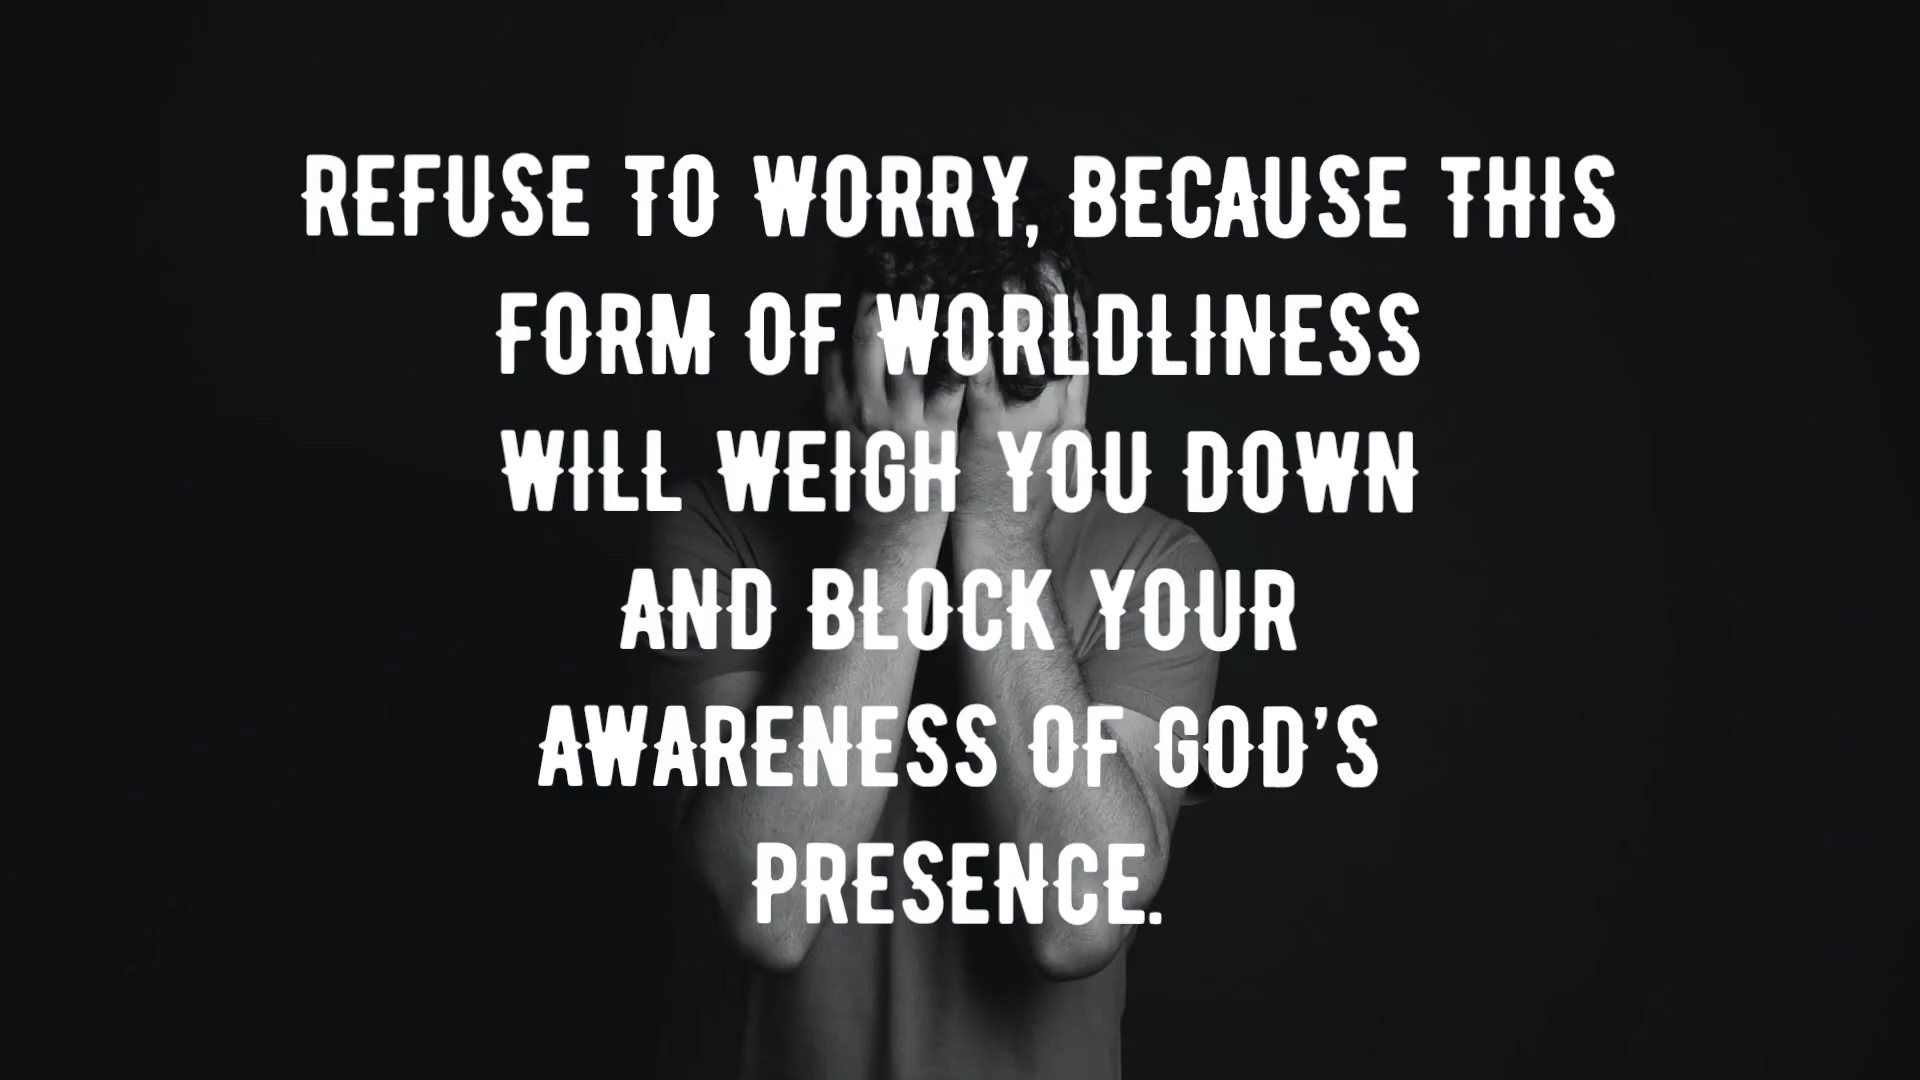 REFUSE TO WORRY, BECAUSE THIS
FORM OF WORLDLINESS
WILL WEIGH YOU DOWN
AND BLOCK YOUR
AWARENESS OF GOD'S
PRESENCE.